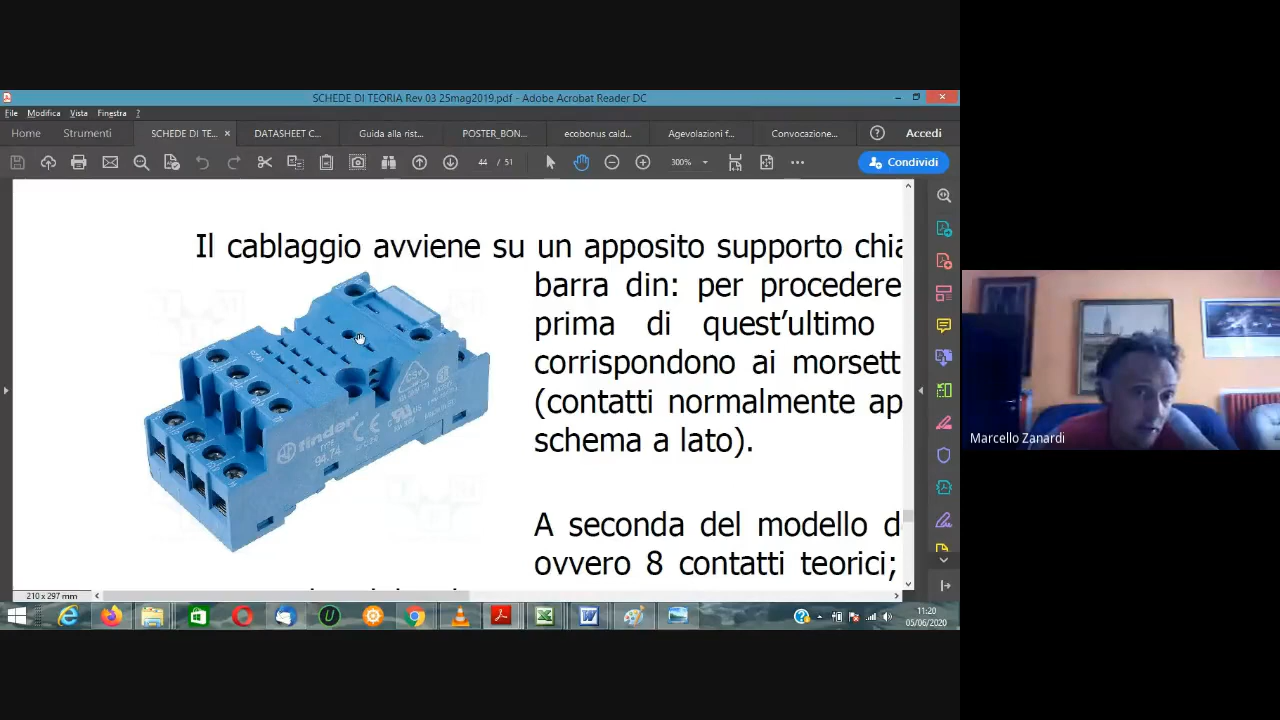 SCHEDE DI TEORIA Rev 03 25mag2019.pdf - Adobe Acrobat Reader DC
File Modifica Vista Finestra ?
Home Strumenti SCHEDE DI TE... × DATASHEET C... Guida alla rist... POSTER_BON... ecobonus cald... Agevolazioni f... Convocazione... Accedi
44 / 51 300% Condividi
Il cablaggio avviene su un apposito supporto chia
barra din: per procedere
prima di quest’ultimo
corrispondono ai morsett
(contatti normalmente ap
schema a lato).
finder
TYPE
94.74
A seconda del modello d
ovvero 8 contatti teorici;
Marcello Zanardi
210 x 297 mm
11:20
05/06/2020